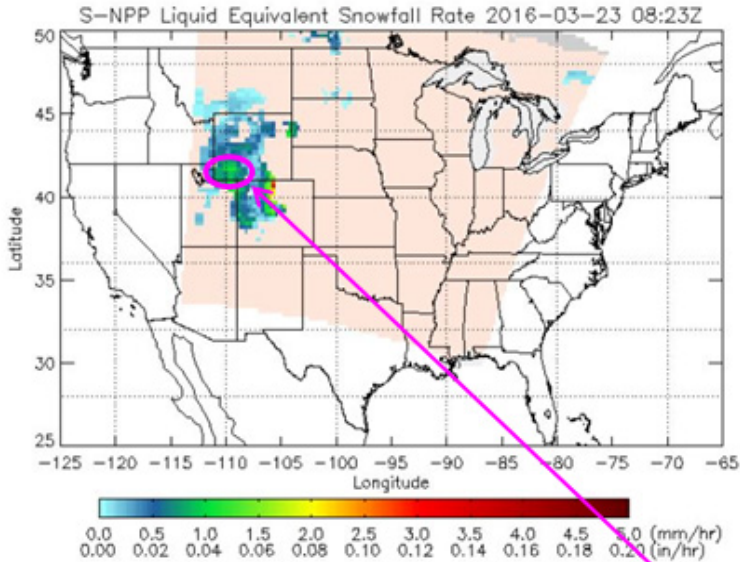 S-NPP Liquid Equivalent Snowfall Rate 2016-03-23 08:23Z
50
45
40
35
30
25
Latitude
-125 -120 -115 -110 -105 -100 -95 -90 -85 -80 -75 -70 -65
Longitude
0.0 0.5 1.0 1.5 2.0 2.5 3.0 3.5 4.0 4.5 5.0 (mm/hr)
0.00 0.02 0.04 0.06 0.08 0.10 0.12 0.14 0.16 0.18 0.20 (in/hr)